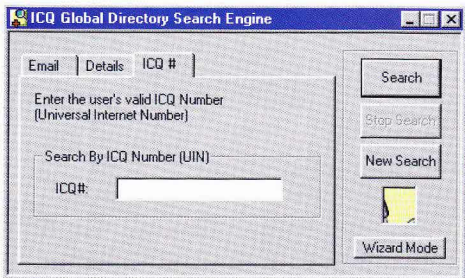 ICQ Global Directory Search Engine
Email Details ICQ #
Enter the user's valid ICQ Number
(Universal Internet Number)
Search By ICQ Number (UIN)
ICQ#:
Search
Stop Search
New Search
Wizard Mode